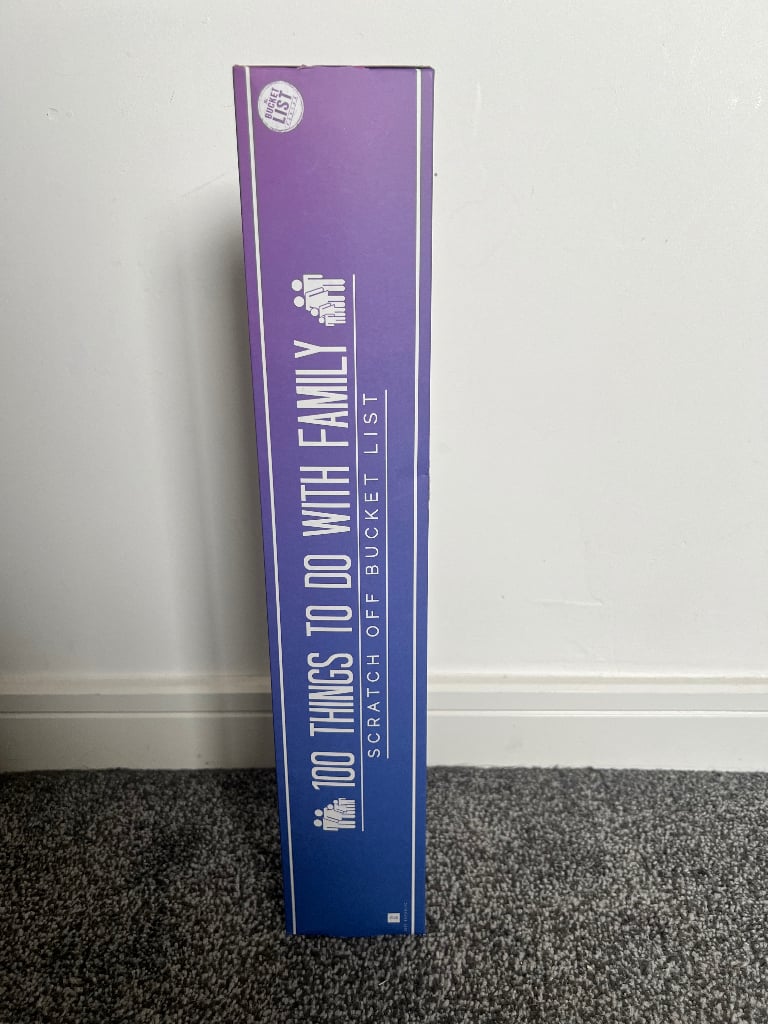 BUCKET
LIST
100 THINGS TO DO WITH FAMILY
SCRATCH OFF BUCKET LIST